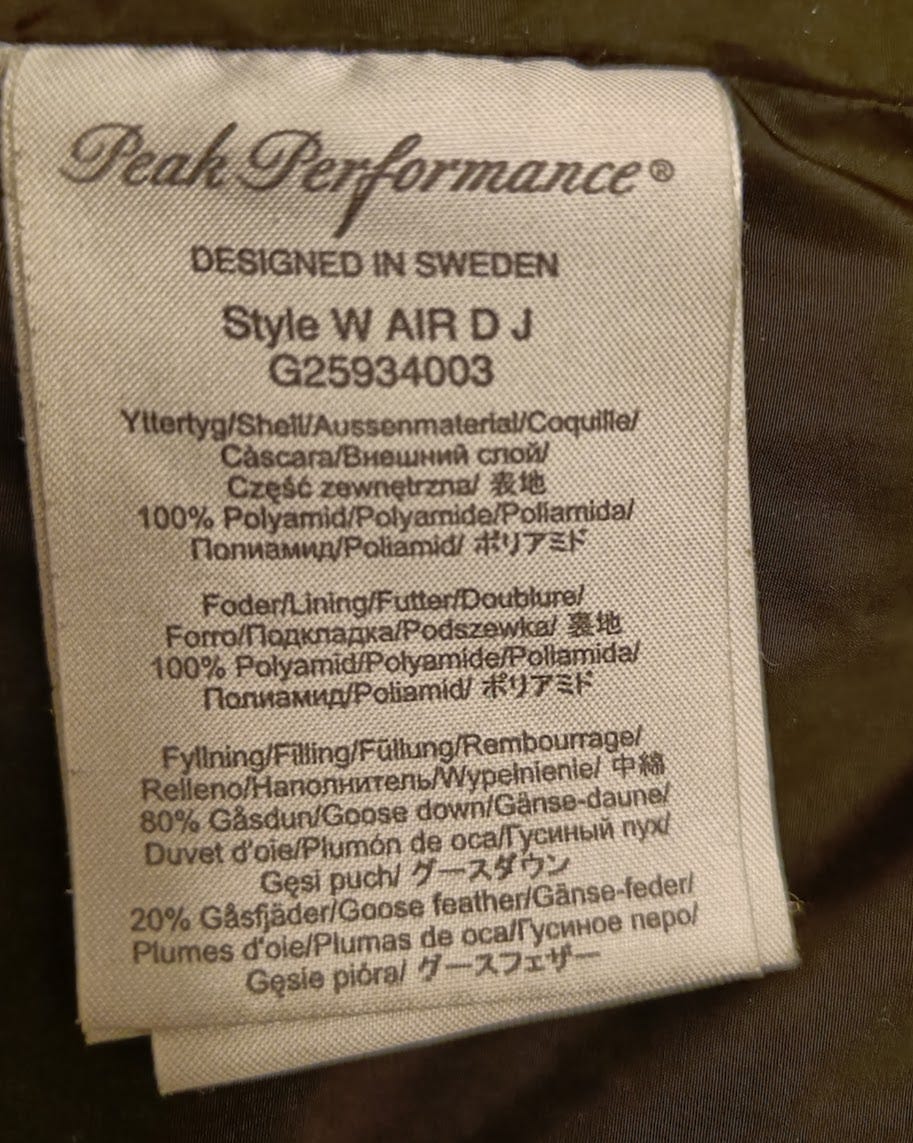 Peak Performance®
DESIGNED IN SWEDEN
Style W AIR D J
G25934003
Yttertyg/Shell/Aussenmaterial/Coquille/
Càscara/Внешний слой/
Część zewnętrzna/ 表地
100% Polyamid/Polyamide/Poliamida/
Полиамид/Poliamid/ ポリアミド
Foder/Lining/Futter/Doublure/
Forro/Подкладка/Podszewka/ 裏地
100% Polyamid/Polyamide/Poliamida/
Полиамид/Poliamid/ ポリアミド
Fyllning/Filling/Füllung/Rembourrage/
Relleno/Наполнитель/Wypełnienie/ 中綿
80% Gåsdun/Goose down/Gänse-daune/
Duvet d'oie/Plumón de oca/Гусиный пух/
Gęsi puch/ グースダウン
20% Gåsfjäder/Goose feather/Gänse-feder/
Plumes d'oie/Plumas de oca/Гусиное перо/
Gęsie pióra/ グースフェザー